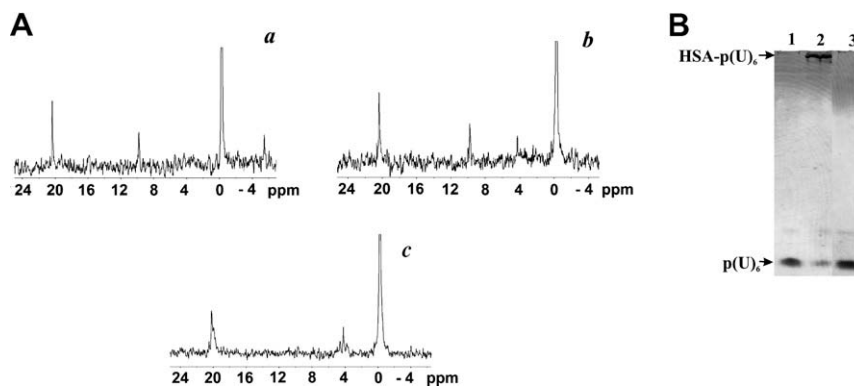 A
a
24 20 16 12 8 4 0 - 4 ppm
b
24 20 16 12 8 4 0 - 4 ppm
c
24 20 16 12 8 4 0 - 4 ppm
B
1 2 3
HSA-p(U)₆
p(U)₆